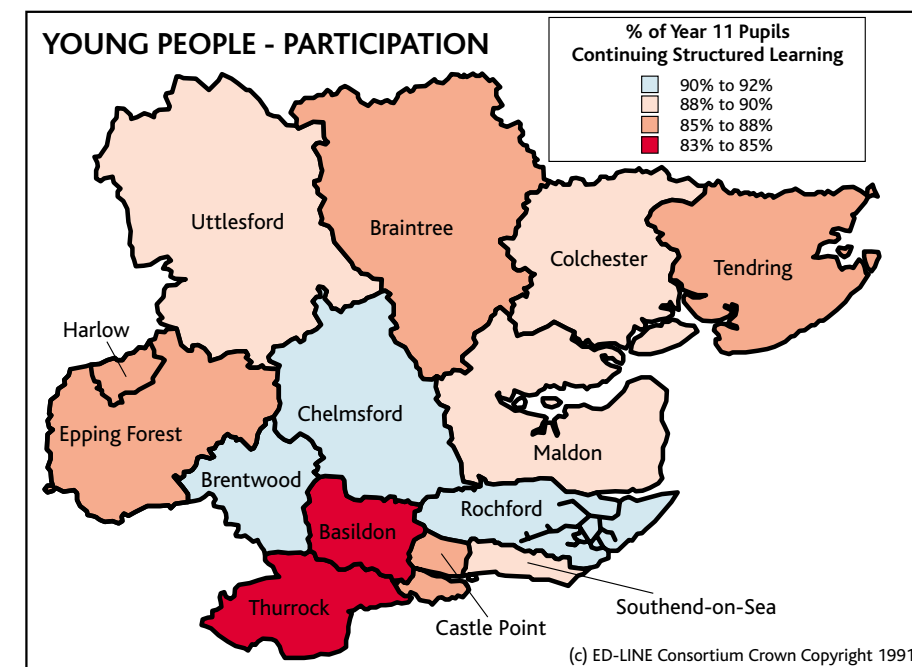 YOUNG PEOPLE - PARTICIPATION
% of Year 11 Pupils
Continuing Structured Learning
90% to 92%
88% to 90%
85% to 88%
83% to 85%
Uttlesford
Braintree
Colchester
Tendring
Harlow
Chelmsford
Epping Forest
Maldon
Brentwood
Rochford
Basildon
Thurrock
Southend-on-Sea
Castle Point
(c) ED-LINE Consortium Crown Copyright 1991